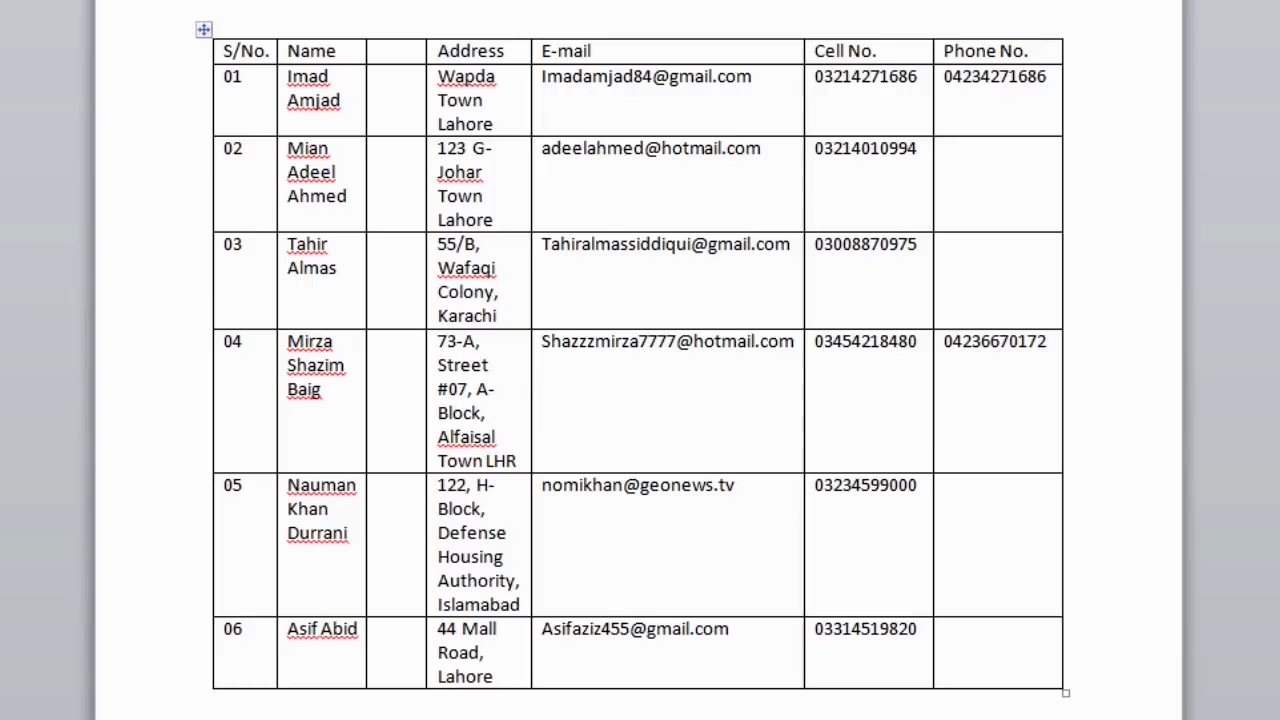 S/No. Name Address E-mail Cell No. Phone No.
01 Imad Wapda Imadamjad84@gmail.com 03214271686 04234271686
Amjad Town
Lahore
02 Mian 123 G- adeelahmed@hotmail.com 03214010994
Adeel Johar
Ahmed Town
Lahore
03 Tahir 55/B, Tahiralmassiddiqui@gmail.com 03008870975
Almas Wafaqi
Colony,
Karachi
04 Mirza 73-A, Shazzzmirza7777@hotmail.com 03454218480 04236670172
Shazim Street
Baig #07, A-
Block,
Alfaisal
Town LHR
05 Nauman 122, H- nomikhan@geonews.tv 03234599000
Khan Block,
Durrani Defense
Housing
Authority,
Islamabad
06 Asif Abid 44 Mall Asifaziz455@gmail.com 03314519820
Road,
Lahore